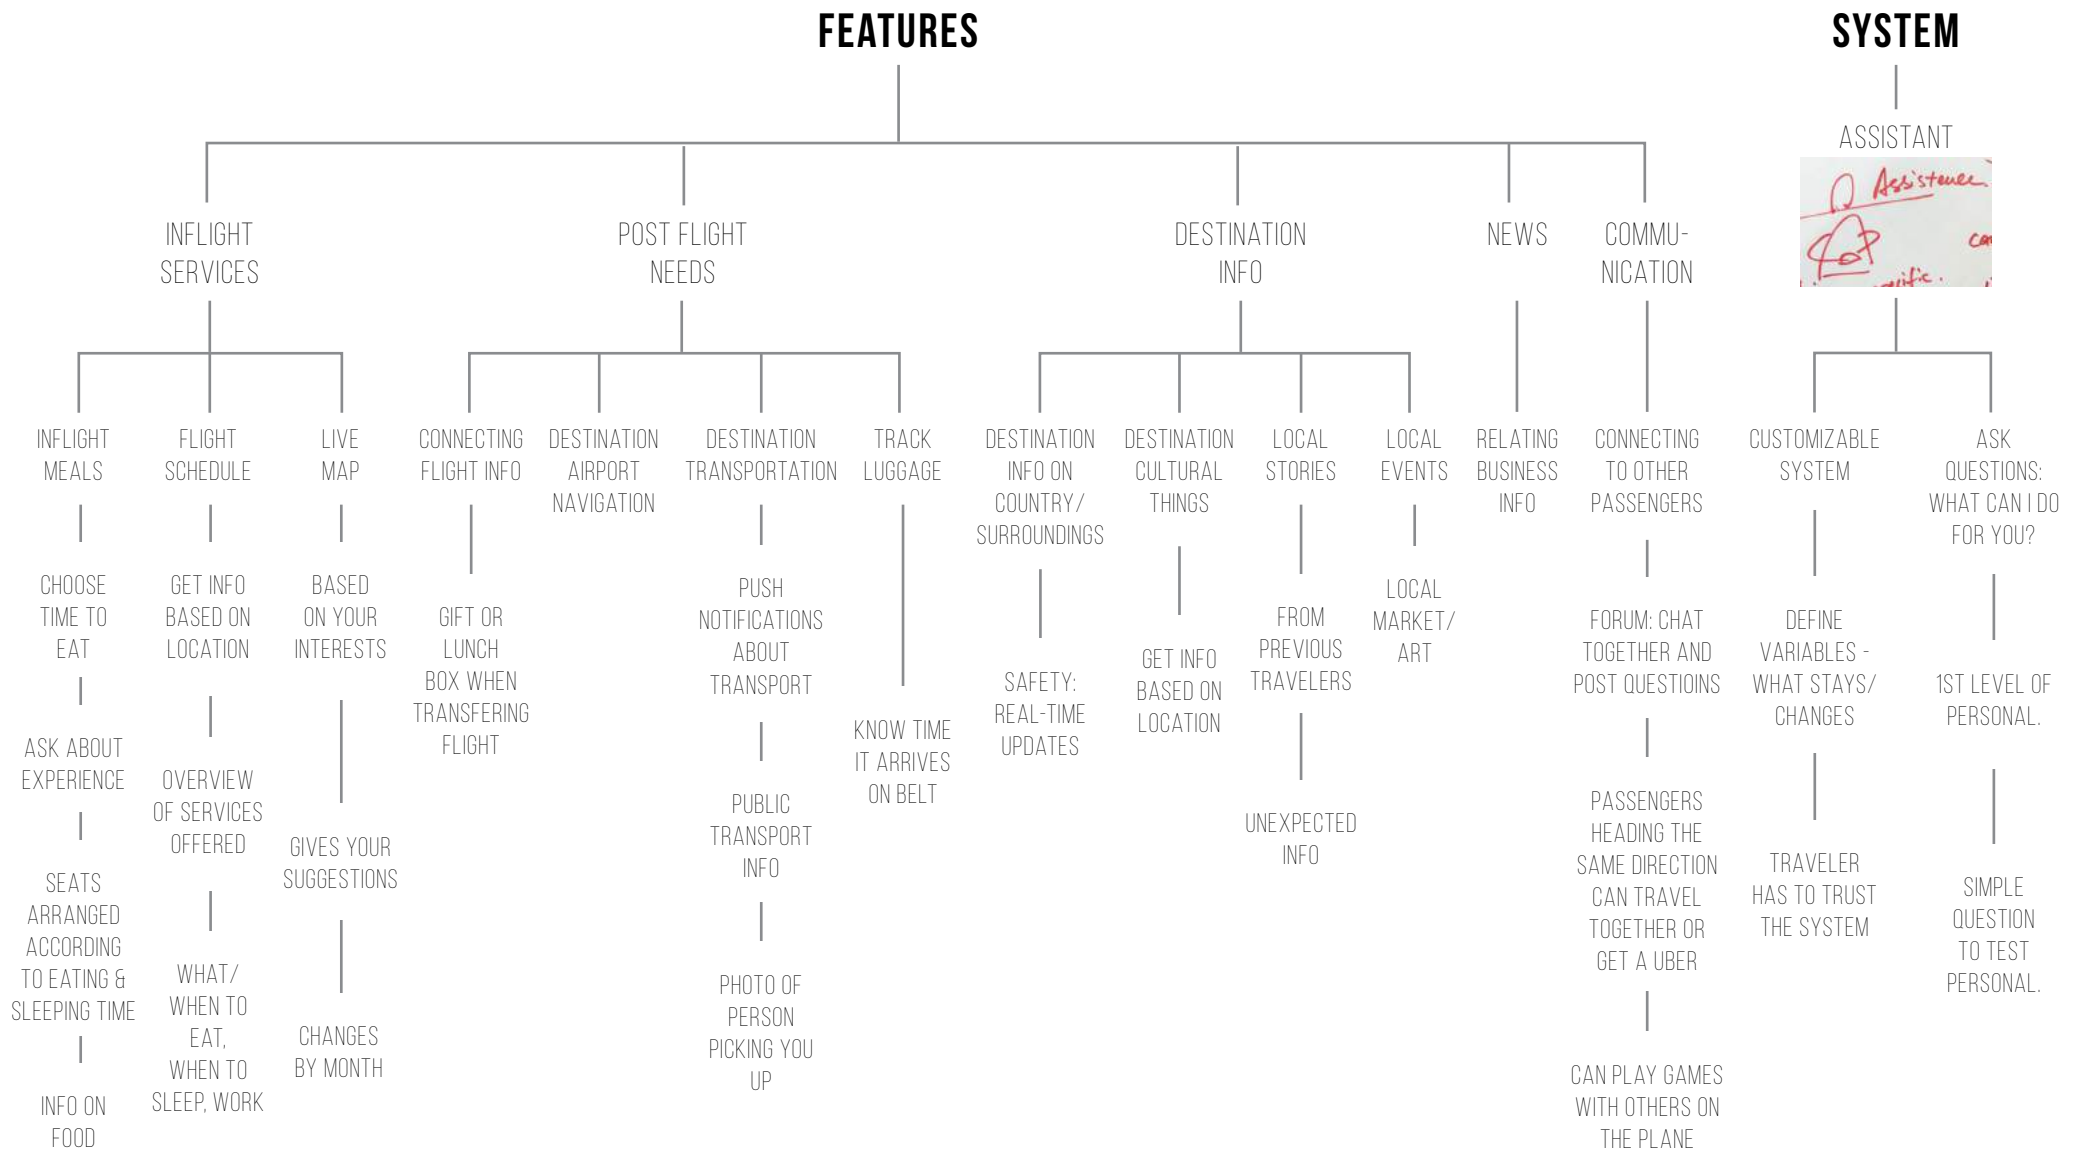 FEATURES
SYSTEM
ASSISTANT
Assistance
INFLIGHT
SERVICES
POST FLIGHT
NEEDS
DESTINATION
INFO
NEWS
COMMU-
NICATION
INFLIGHT
MEALS
CHOOSE
TIME TO
EAT
ASK ABOUT
EXPERIENCE
SEATS
ARRANGED
ACCORDING
TO EATING &
SLEEPING TIME
INFO ON
FOOD
FLIGHT
SCHEDULE
GET INFO
BASED ON
LOCATION
OVERVIEW
OF SERVICES
OFFERED
WHAT/
WHEN TO
EAT,
WHEN TO
SLEEP, WORK
LIVE
MAP
BASED
ON YOUR
INTERESTS
GIVES YOUR
SUGGESTIONS
CHANGES
BY MONTH
CONNECTING
FLIGHT INFO
GIFT OR
LUNCH
BOX WHEN
TRANSFERING
FLIGHT
DESTINATION
AIRPORT
NAVIGATION
DESTINATION
TRANSPORTATION
PUSH
NOTIFICATIONS
ABOUT
TRANSPORT
PUBLIC
TRANSPORT
INFO
PHOTO OF
PERSON
PICKING YOU
UP
TRACK
LUGGAGE
KNOW TIME
IT ARRIVES
ON BELT
DESTINATION
INFO ON
COUNTRY/
SURROUNDINGS
SAFETY:
REAL-TIME
UPDATES
DESTINATION
CULTURAL
THINGS
GET INFO
BASED ON
LOCATION
LOCAL
STORIES
FROM
PREVIOUS
TRAVELERS
UNEXPECTED
INFO
LOCAL
EVENTS
LOCAL
MARKET/
ART
RELATING
BUSINESS
INFO
CONNECTING
TO OTHER
PASSENGERS
FORUM: CHAT
TOGETHER AND
POST QUESTIOINS
PASSENGERS
HEADING THE
SAME DIRECTION
CAN TRAVEL
TOGETHER OR
GET A UBER
CAN PLAY GAMES
WITH OTHERS ON
THE PLANE
CUSTOMIZABLE
SYSTEM
DEFINE
VARIABLES -
WHAT STAYS/
CHANGES
TRAVELER
HAS TO TRUST
THE SYSTEM
ASK
QUESTIONS:
WHAT CAN I DO
FOR YOU?
1ST LEVEL OF
PERSONAL.
SIMPLE
QUESTION
TO TEST
PERSONAL.